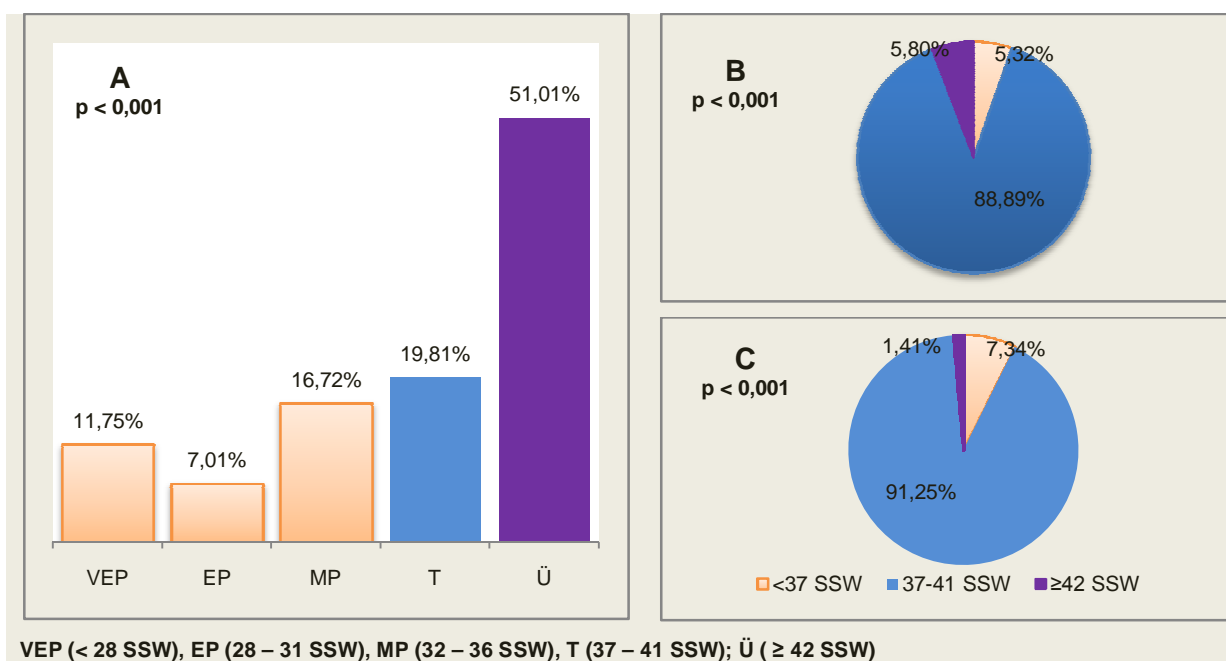 A
p < 0,001
51,01%
19,81%
16,72%
11,75%
7,01%
VEP EP MP T Ü
B
p < 0,001
5,80% 5,32%
88,89%
C
p < 0,001
1,41% 7,34%
91,25%
<37 SSW 37-41 SSW ≥42 SSW
VEP (< 28 SSW), EP (28 – 31 SSW), MP (32 – 36 SSW), T (37 – 41 SSW); Ü ( ≥ 42 SSW)